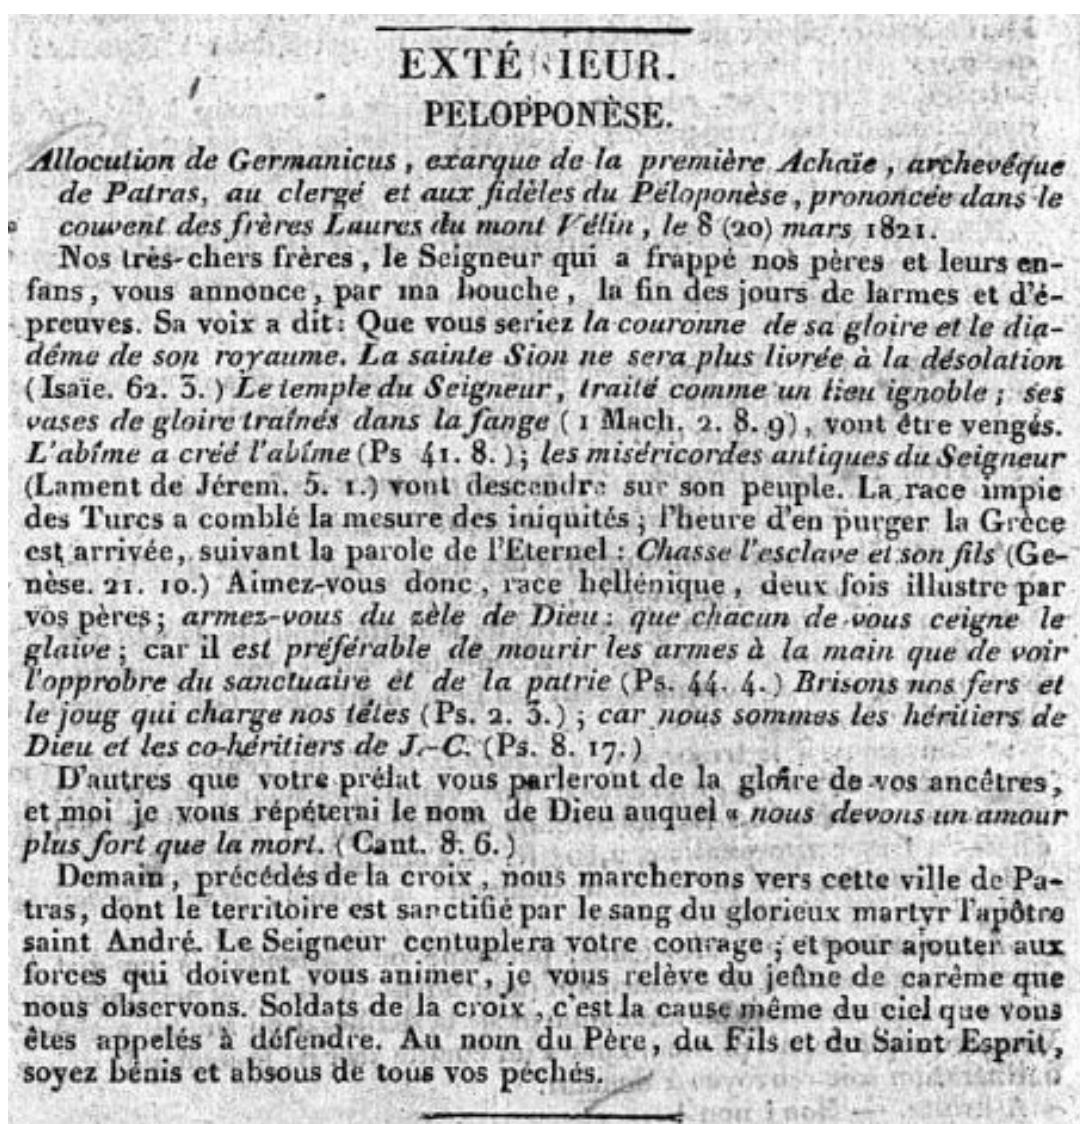 EXTÉRIEUR.
PELOPPONÈSE.
Allocution de Germanicus, exarque de la première Achaïe, archevêque
de Patras, au clergé et aux fidèles du Péloponèse, prononcée dans le
couvent des frères Laures du mont Vélin, le 8 (20) mars 1821.
Nos très-chers frères, le Seigneur qui a frappé nos pères et leurs en-
fans, vous annonce, par ma bouche, la fin des jours de larmes et d'é-
preuves. Sa voix a dit: Que vous seriez la couronne de sa gloire et le dia-
dême de son royaume. La sainte Sion ne sera plus livrée à la désolation
(Isaïe. 62. 3.) Le temple du Seigneur, traité comme un lieu ignoble; ses
vases de gloire traînés dans la fange (1 Mach. 2. 8. 9), vont être vengés.
L'abîme a créé l'abîme (Ps 41. 8.); les miséricordes antiques du Seigneur
(Lament de Jérem. 5. 1.) vont descendre sur son peuple. La race impie
des Turcs a comblé la mesure des iniquités; l'heure d'en purger la Grèce
est arrivée, suivant la parole de l'Eternel: Chasse l'esclave et son fils (Ge-
nèse. 21. 10.) Aimez-vous donc, race hellénique, deux fois illustre par
vos pères; armez-vous du zèle de Dieu: que chacun de vous ceigne le
glaive; car il est préférable de mourir les armes à la main que de voir
l'opprobre du sanctuaire et de la patrie (Ps. 44. 4.) Brisons nos fers et
le joug qui charge nos têtes (Ps. 2. 3.); car nous sommes les héritiers de
Dieu et les co-héritiers de J.-C. (Ps. 8. 17.)
D'autres que votre prélat vous parleront de la gloire de vos ancêtres,
et moi je vous répéterai le nom de Dieu auquel « nous devons un amour
plus fort que la mort. (Cant. 8. 6.)
Demain, précédés de la croix, nous marcherons vers cette ville de Pa-
tras, dont le territoire est sanctifié par le sang du glorieux martyr l'apôtre
saint André. Le Seigneur centuplera votre courage; et pour ajouter aux
forces qui doivent vous animer, je vous relève du jeûne de carême que
nous observons. Soldats de la croix, c'est la cause même du ciel que vous
êtes appelés à défendre. Au nom du Père, du Fils et du Saint Esprit,
soyez bénis et absous de tous vos péchés.